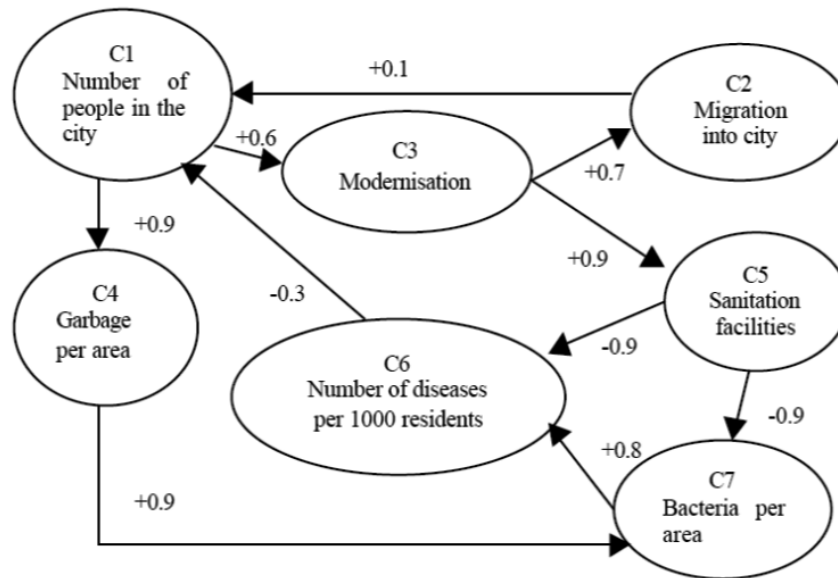 C1
Number of
people in the
city
+0.1
C2
Migration
into city
+0.6
C3
Modernisation
+0.7
+0.9
+0.9
C4
Garbage
per area
-0.3
C5
Sanitation
facilities
-0.9
C6
Number of diseases
per 1000 residents
-0.9
+0.8
+0.9
C7
Bacteria per
area